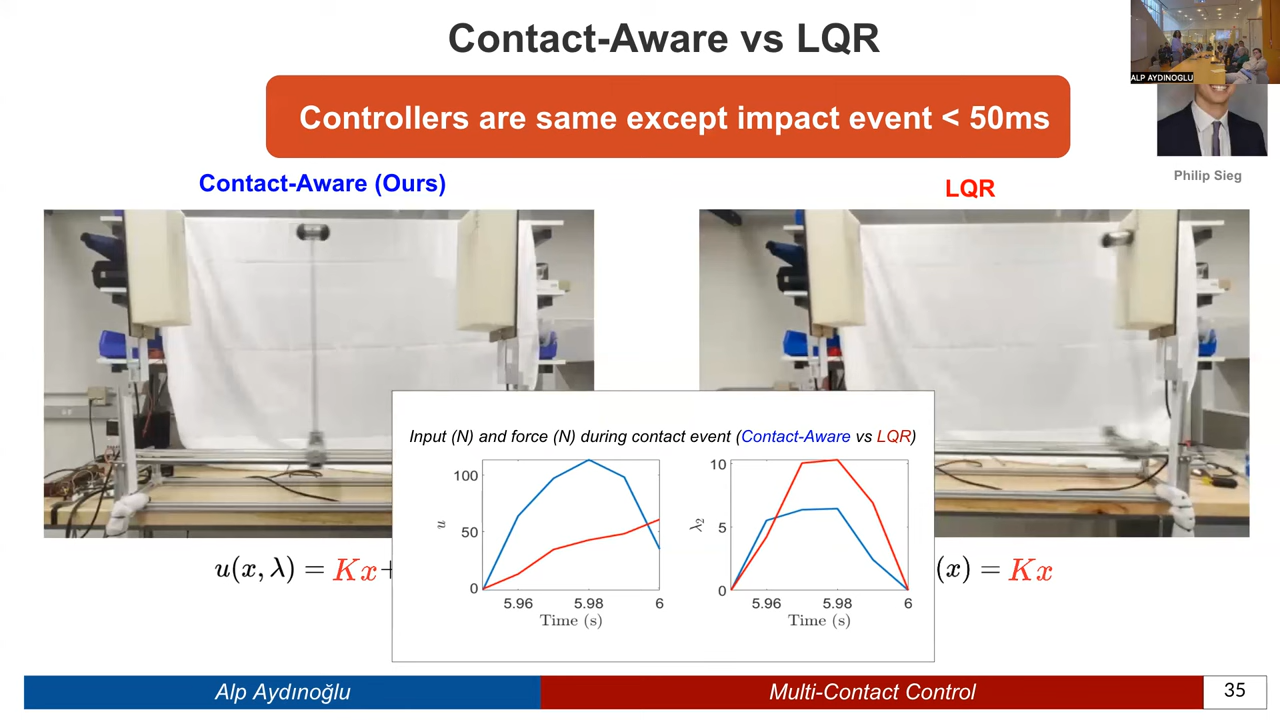 Contact-Aware vs LQR
ALP AYDINOGLU
Controllers are same except impact event < 50ms
Philip Sieg
Contact-Aware (Ours)
LQR
Input (N) and force (N) during contact event (Contact-Aware vs LQR)
100
50
0
u
5.96
5.98
6
Time (s)
10
5
0
λ₂
5.96
5.98
6
Time (s)
u(x, λ) = Kx+
(x) = Kx
Alp Aydınoğlu
Multi-Contact Control
35